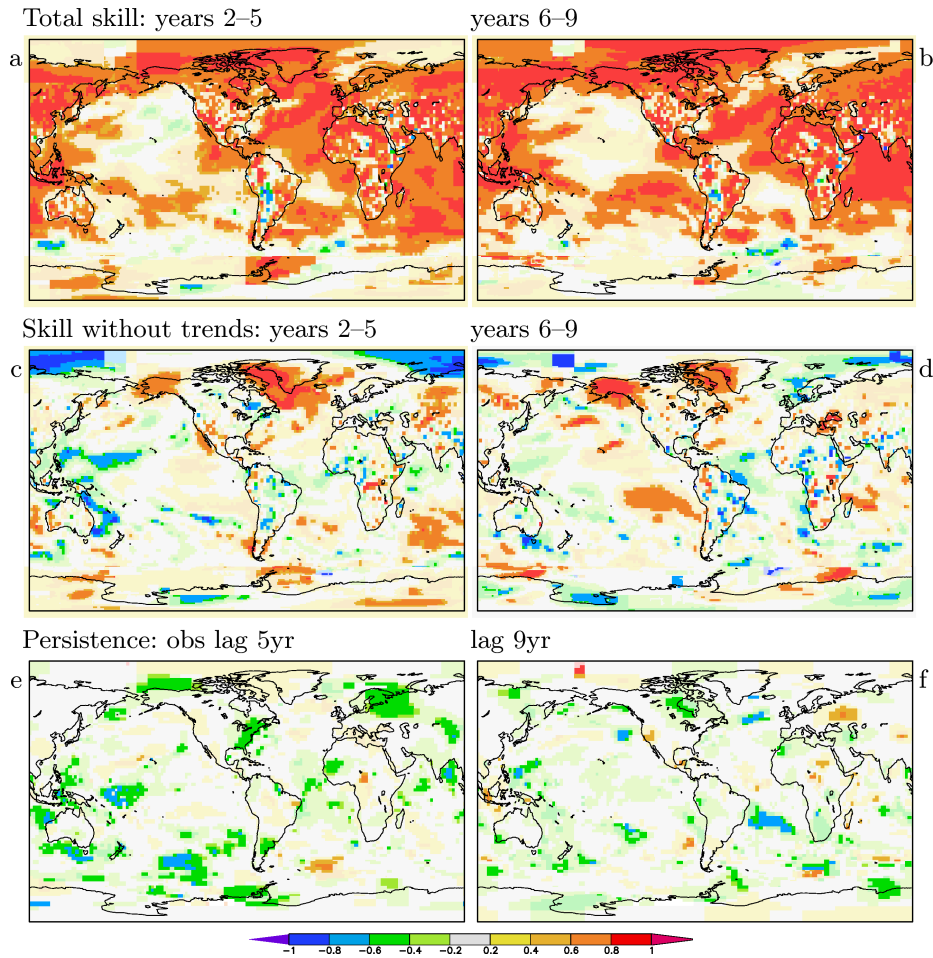 Total skill: years 2–5 years 6–9
a b
Skill without trends: years 2–5 years 6–9
c d
Persistence: obs lag 5yr lag 9yr
e f
-1 -0.8 -0.6 -0.4 -0.2 0.2 0.4 0.6 0.8 1